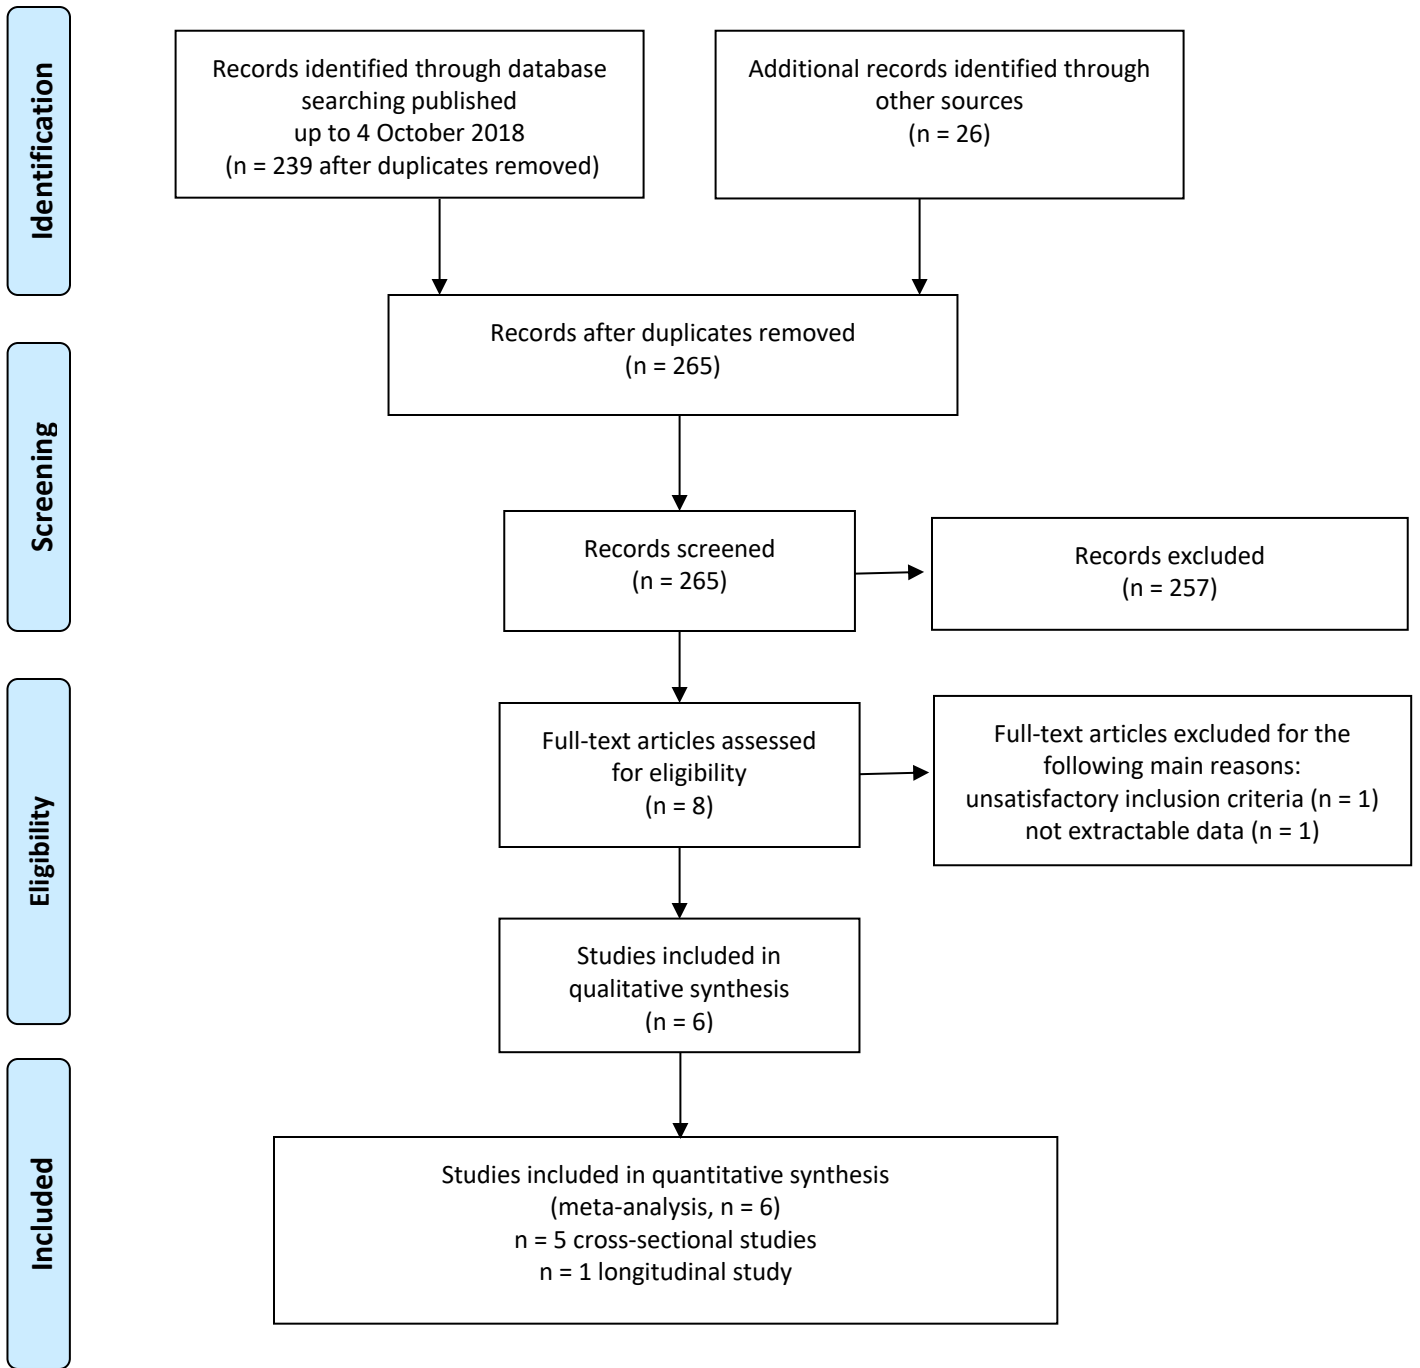 Identification
Records identified through database
searching published
up to 4 October 2018
(n = 239 after duplicates removed)
Additional records identified through
other sources
(n = 26)
Records after duplicates removed
(n = 265)
Screening
Records screened
(n = 265)
Records excluded
(n = 257)
Eligibility
Full-text articles assessed
for eligibility
(n = 8)
Full-text articles excluded for the
following main reasons:
unsatisfactory inclusion criteria (n = 1)
not extractable data (n = 1)
Studies included in
qualitative synthesis
(n = 6)
Included
Studies included in quantitative synthesis
(meta-analysis, n = 6)
n = 5 cross-sectional studies
n = 1 longitudinal study